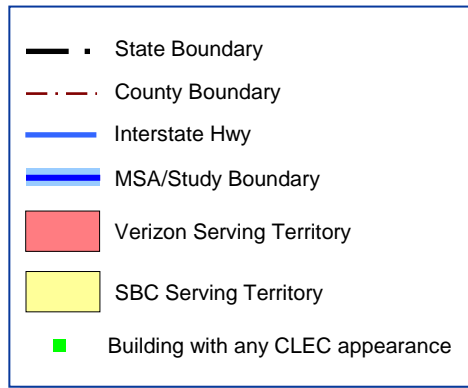 State Boundary
County Boundary
Interstate Hwy
MSA/Study Boundary
Verizon Serving Territory
SBC Serving Territory
Building with any CLEC appearance